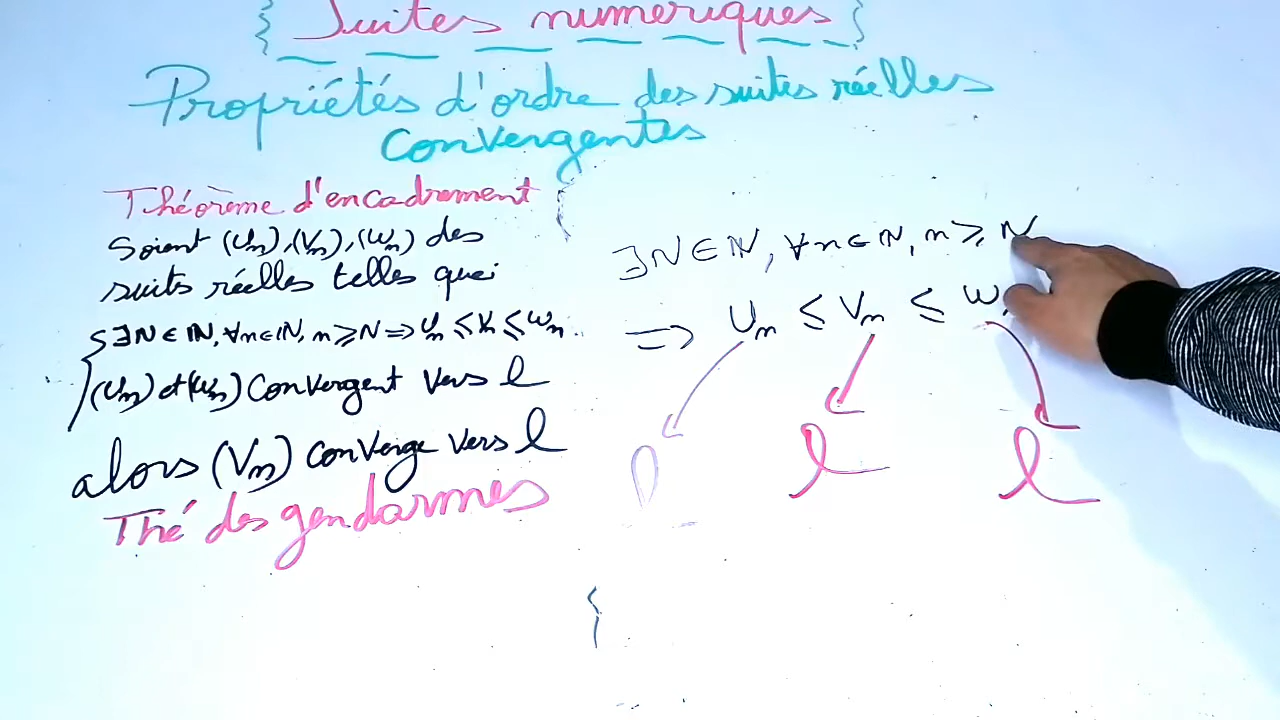 Suites numériques
Propriétés d'ordre des suites réelles
convergentes
Théorème d'encadrement
Soient (Un), (Vn), (Wn) des
suits réelles telles que:
∃N ∈ ℕ, ∀n∈ℕ, n ≥ N ⇒ Un ≤ Vn ≤ Wn
(Un) et (Wn) convergent vers l
alors (Vn) converge vers l
Thé des gendarmes
∃N ∈ ℕ, ∀n ∈ ℕ, n ≥ N
⇒ Un ≤ Vn ≤ W
l l l